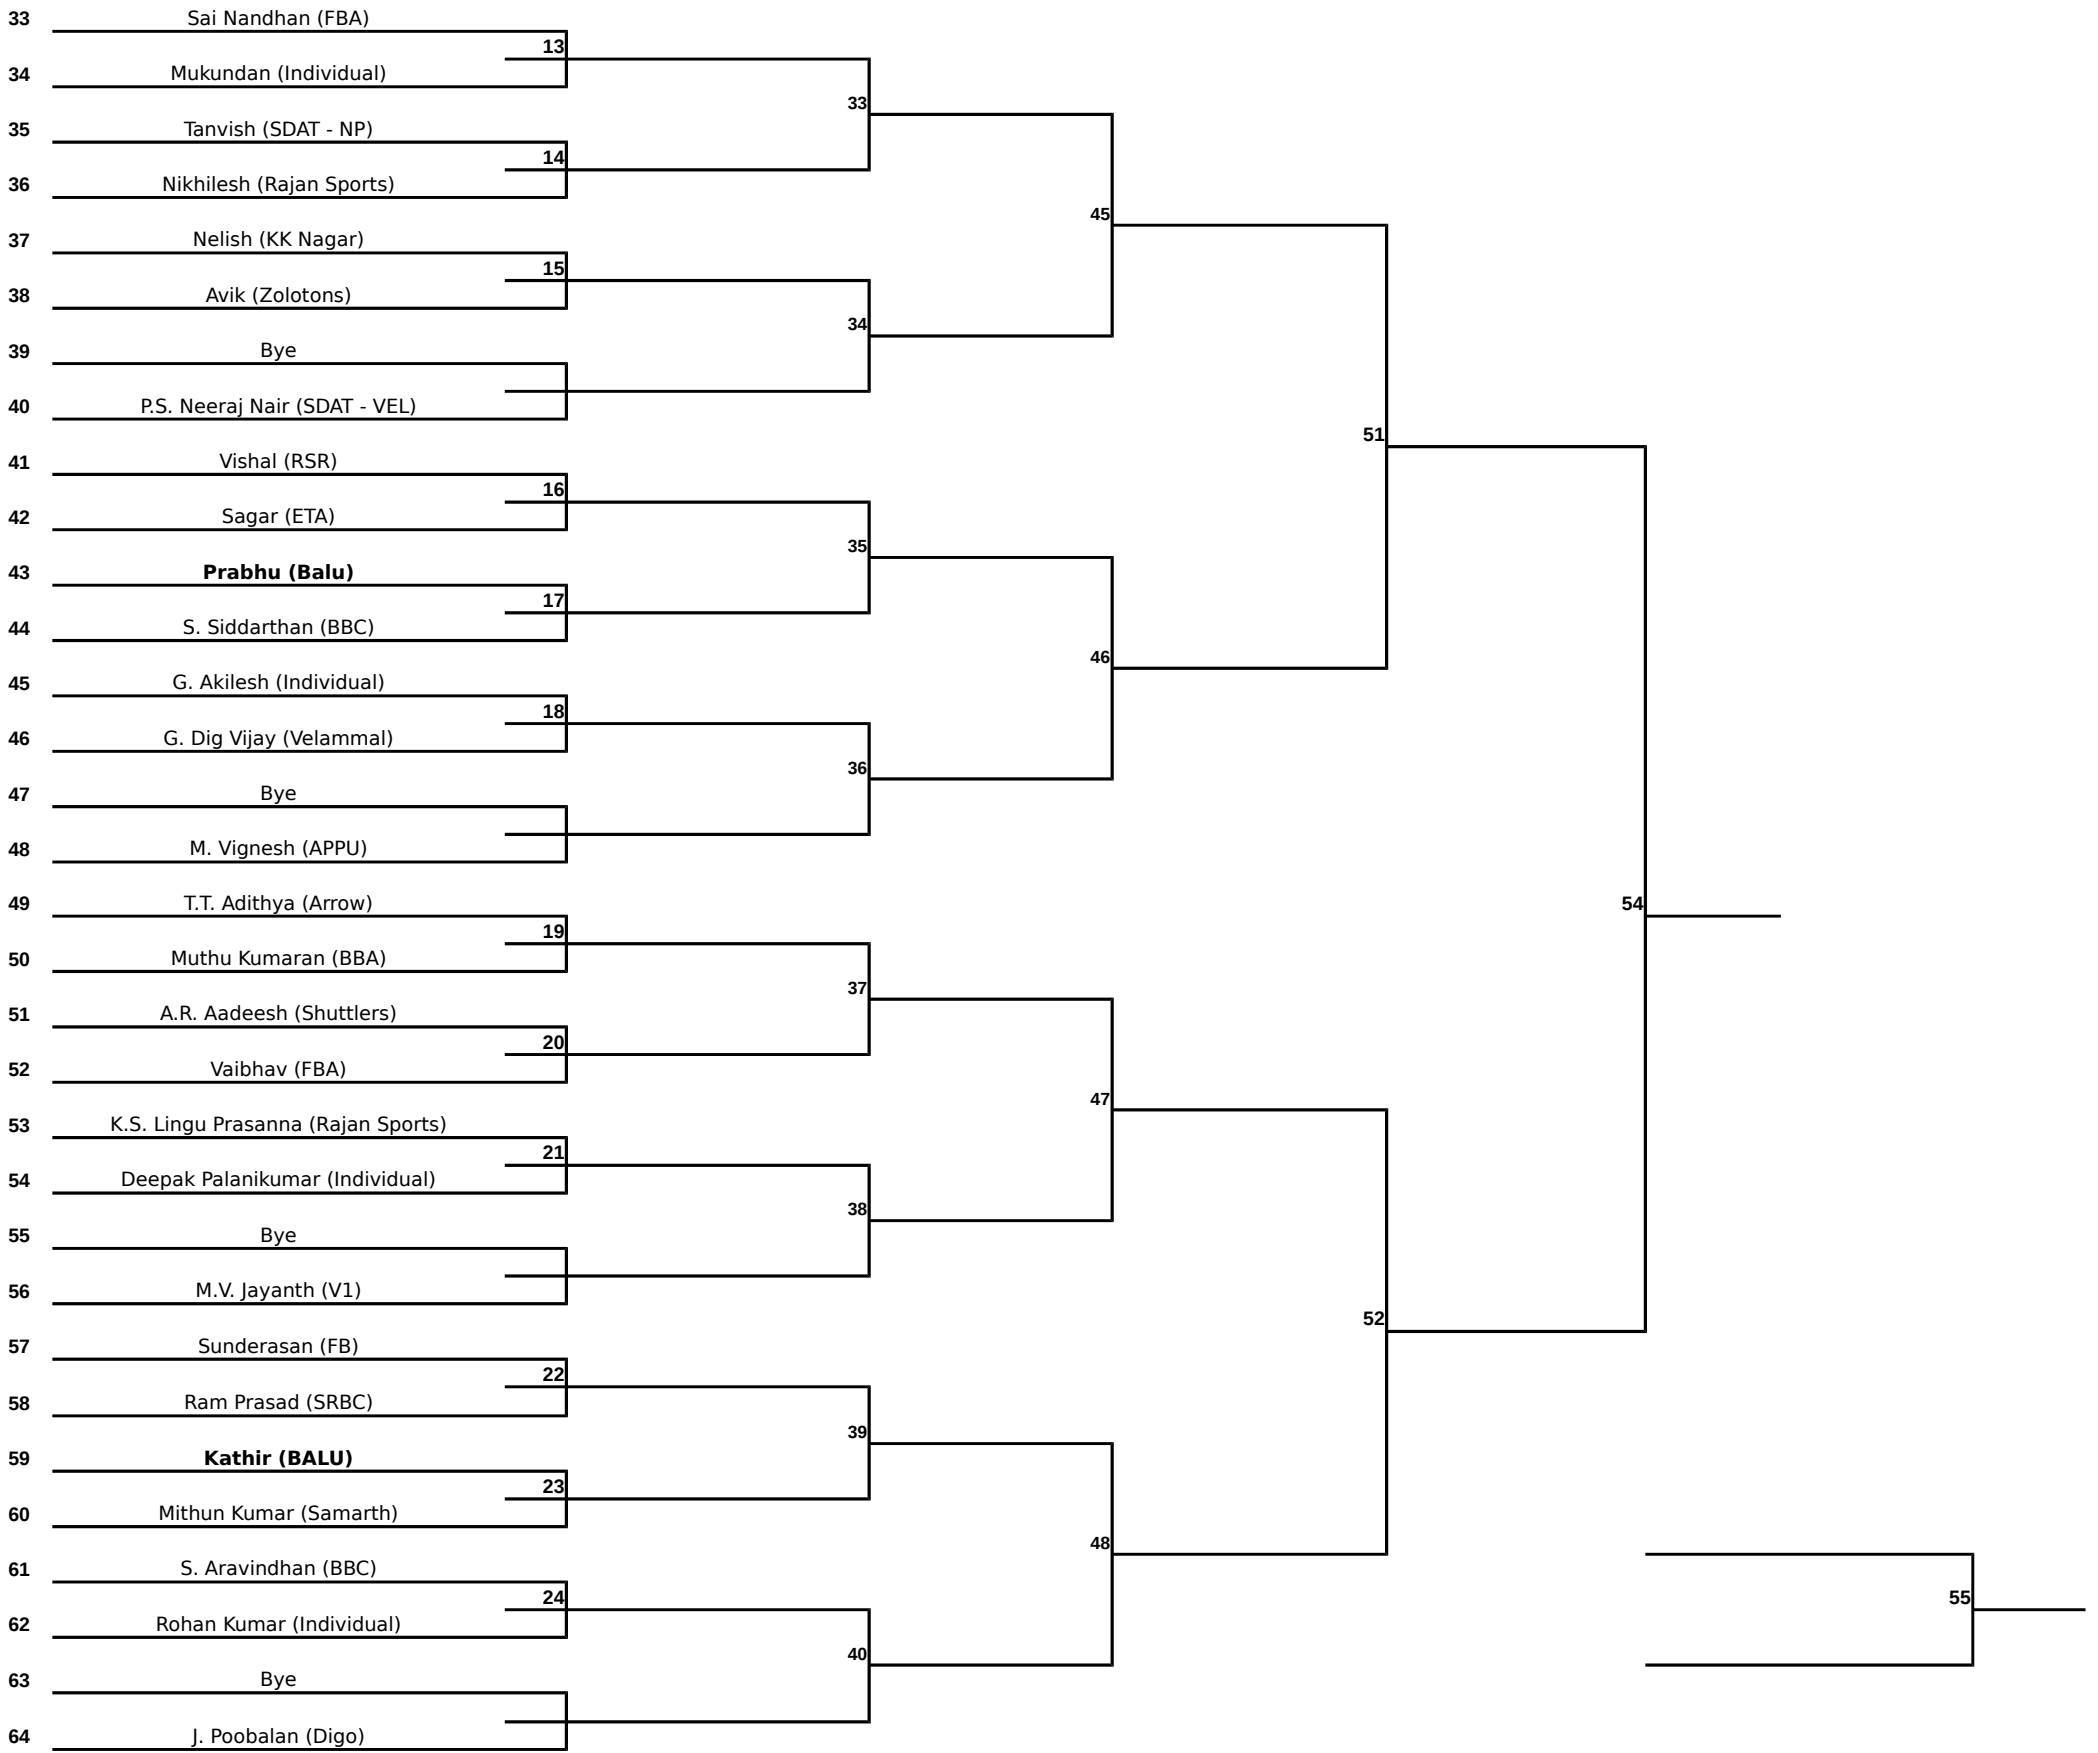 33 Sai Nandhan (FBA)
13
34 Mukundan (Individual)
33
35 Tanvish (SDAT - NP)
14
36 Nikhilesh (Rajan Sports)
45
37 Nelish (KK Nagar)
15
38 Avik (Zolotons)
34
39 Bye
40 P.S. Neeraj Nair (SDAT - VEL)
51
41 Vishal (RSR)
16
42 Sagar (ETA)
35
43 Prabhu (Balu)
17
44 S. Siddarthan (BBC)
46
45 G. Akilesh (Individual)
18
46 G. Dig Vijay (Velammal)
36
47 Bye
48 M. Vignesh (APPU)
49 T.T. Adithya (Arrow)
54
19
50 Muthu Kumaran (BBA)
37
51 A.R. Aadeesh (Shuttlers)
20
52 Vaibhav (FBA)
47
53 K.S. Lingu Prasanna (Rajan Sports)
21
54 Deepak Palanikumar (Individual)
38
55 Bye
56 M.V. Jayanth (V1)
52
57 Sunderasan (FB)
22
58 Ram Prasad (SRBC)
39
59 Kathir (BALU)
23
60 Mithun Kumar (Samarth)
48
61 S. Aravindhan (BBC)
24
55
62 Rohan Kumar (Individual)
40
63 Bye
64 J. Poobalan (Digo)